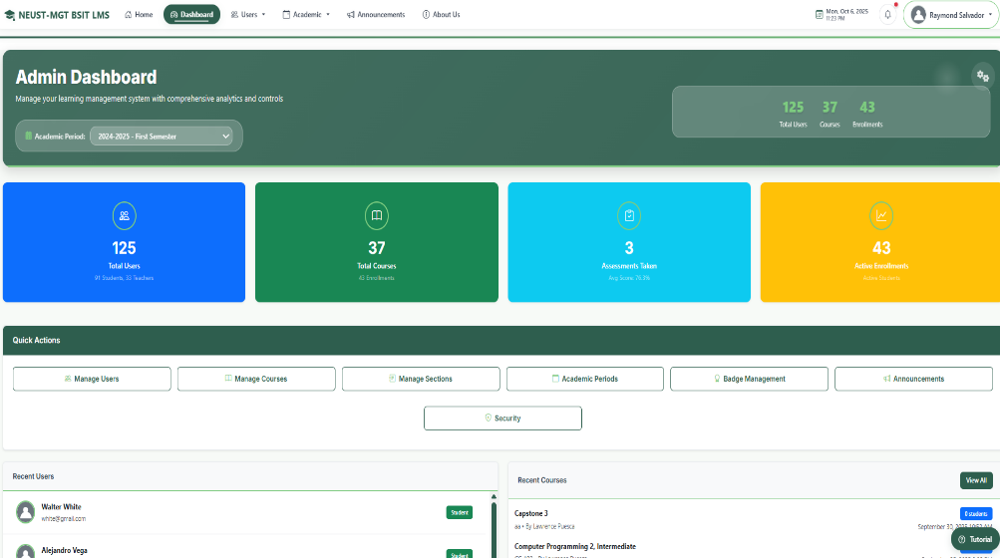 NEUST-MGT BSIT LMS
Home
Dashboard
Users
Academic
Announcements
About Us
Mon, Oct 6, 2025
11:23 PM
Raymond Salvador
Admin Dashboard
Manage your learning management system with comprehensive analytics and controls
Academic Period:
2024-2025 - First Semester
125
Total Users
37
Courses
43
Enrollments
125
Total Users
91 Students, 33 Teachers
37
Total Courses
43 Enrollments
3
Assessments Taken
Avg Score: 76.3%
43
Active Enrollments
Active Students
Quick Actions
Manage Users
Manage Courses
Manage Sections
Academic Periods
Badge Management
Announcements
Security
Recent Users
Walter White
white@gmail.com
Student
Alejandro Vega
Student
Recent Courses
View All
Capstone 3
0 students
aa • By Lawrence Puesca
September 30,
Computer Programming 2, Intermediate
Tutorial